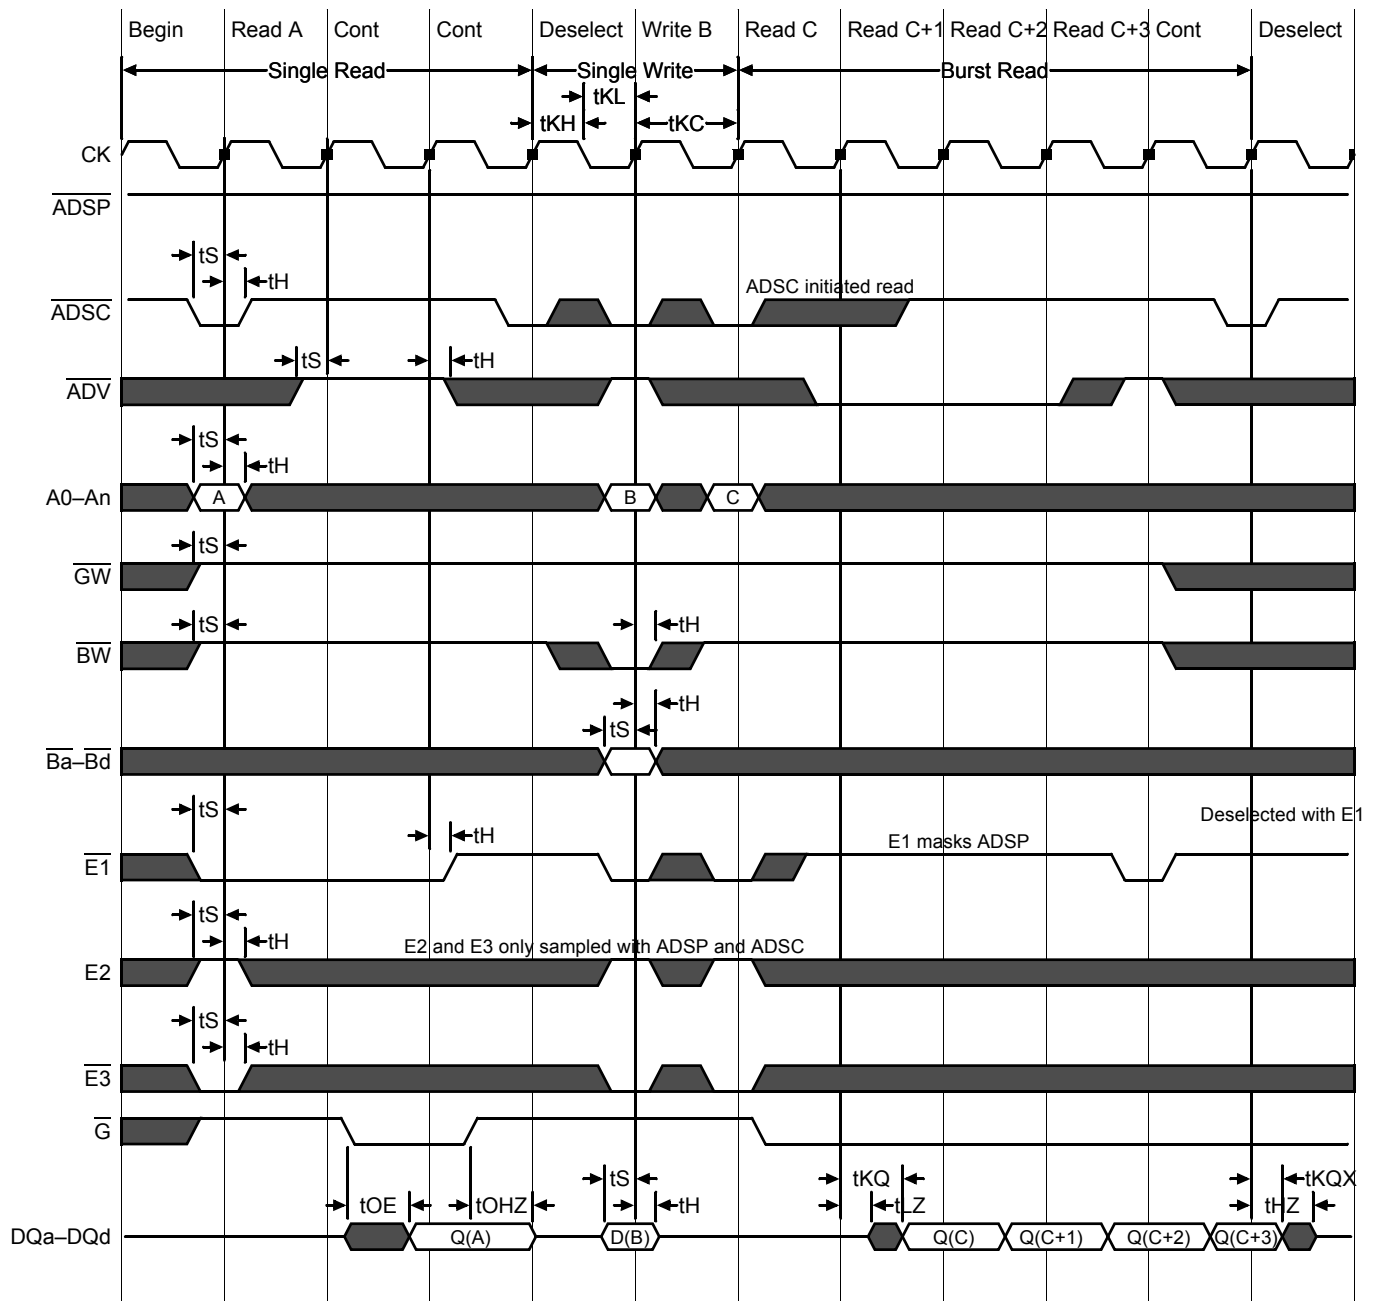 Begin Read A Cont Cont Deselect Write B Read C Read C+1 Read C+2 Read C+3 Cont Deselect
Single Read Single Write Burst Read
tKL
tKH tKC
CK
ADSP
tS
tH
ADSC initiated read
ADSC
tS tH
ADV
tS
tH
A0–An A B C
tS
GW
tS tH
BW
tH
tS
Ba–Bd
tS
Deselected with E1
tH E1 masks ADSP
E1
tS
tH E2 and E3 only sampled with ADSP and ADSC
E2
tS
tH
E3
G
tS tKQ tKQX
tOE tOHZ tH tLZ tHZ
DQa–DQd Q(A) D(B) Q(C) Q(C+1) Q(C+2) Q(C+3)